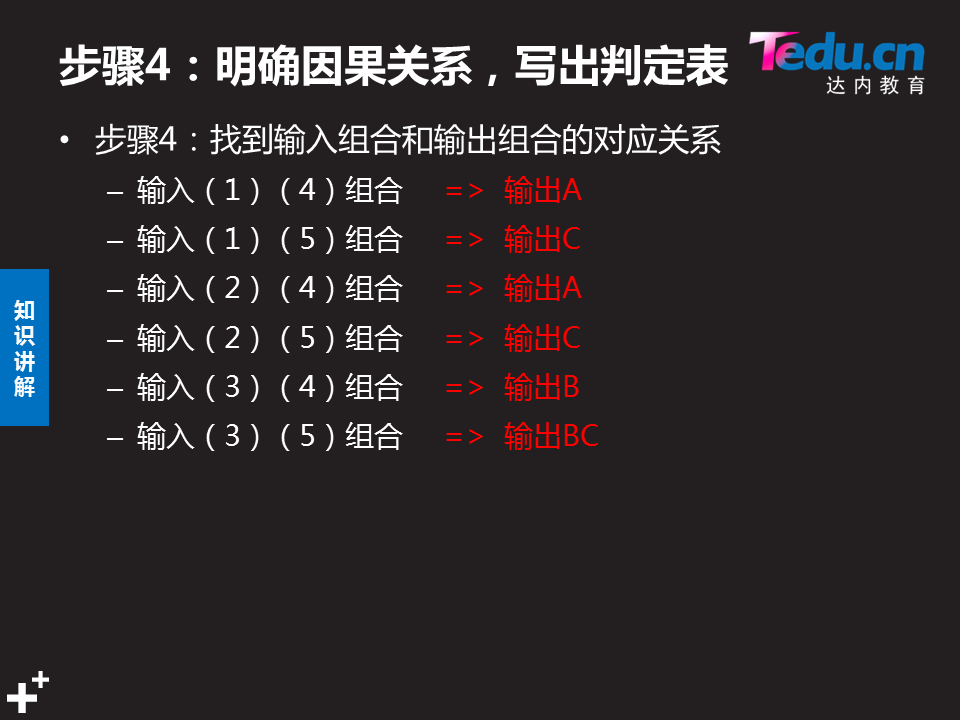 步骤4：明确因果关系，写出判定表
Tedu.cn
达内教育
• 步骤4：找到输入组合和输出组合的对应关系
– 输入（1）（4）组合 => 输出A
– 输入（1）（5）组合 => 输出C
– 输入（2）（4）组合 => 输出A
– 输入（2）（5）组合 => 输出C
– 输入（3）（4）组合 => 输出B
– 输入（3）（5）组合 => 输出BC
知识讲解